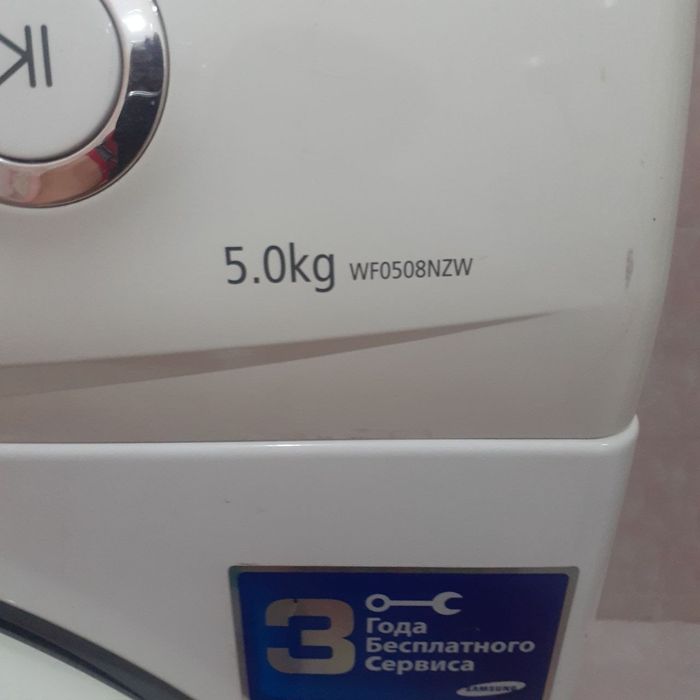 5.0kg WF0508NZW
3 Года
Бесплатного
Сервиса
SAMSUNG